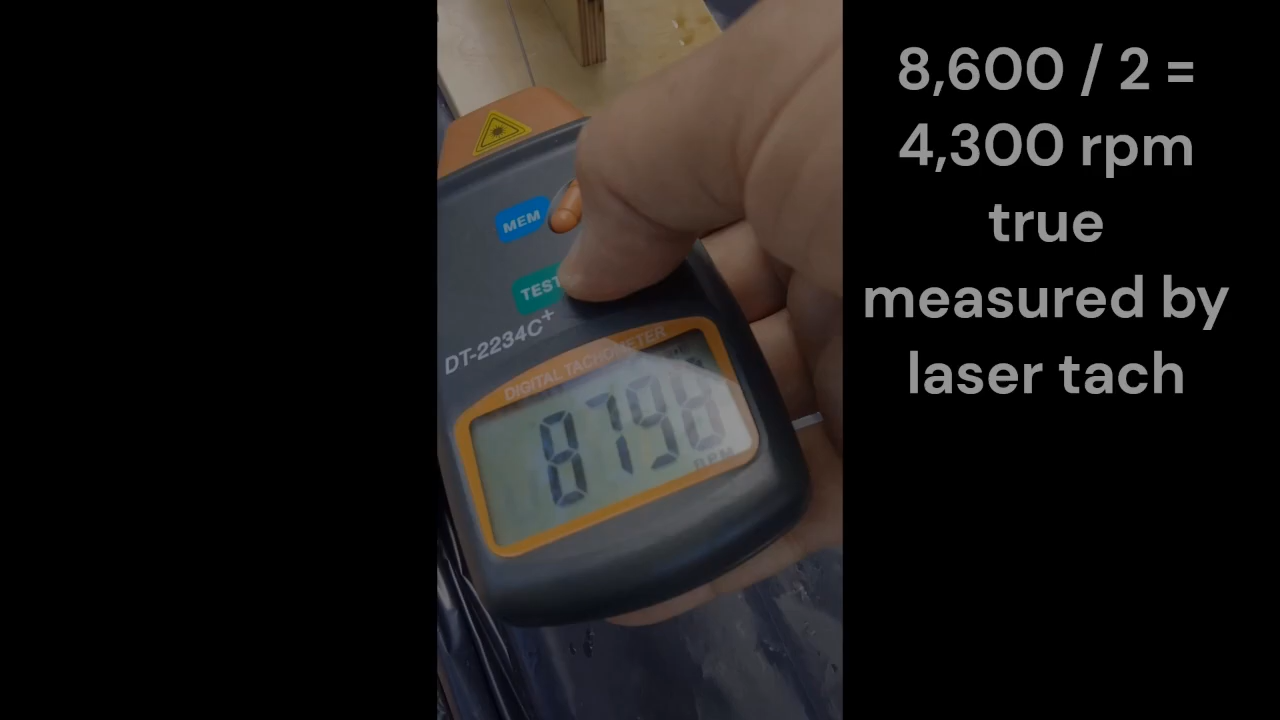 8,600 / 2 =
4,300 rpm
true
measured by
laser tach
MEM
TEST
DT-2234C+
DIGITAL TACHOMETER
8798
RPM